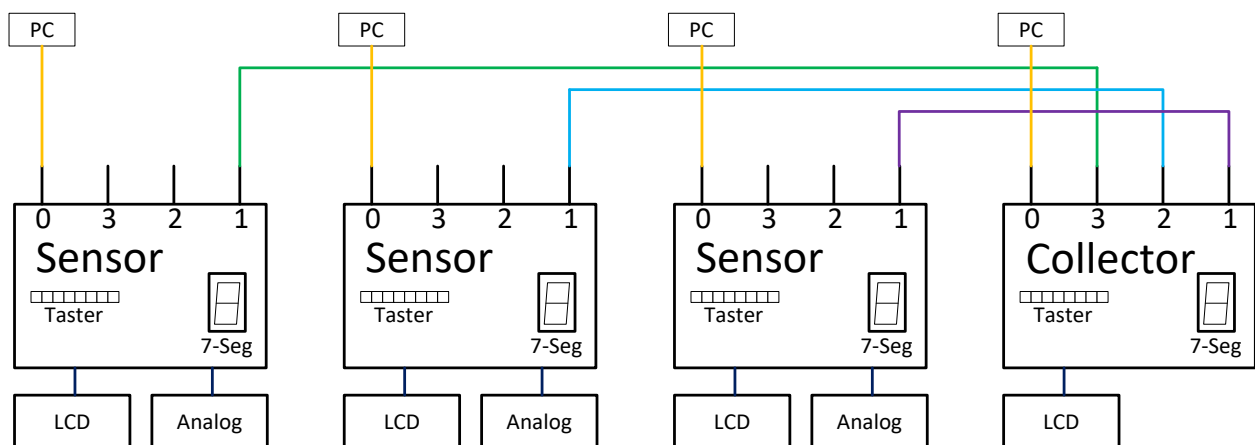 PC PC PC PC
0 3 2 1 0 3 2 1 0 3 2 1 0 3 2 1
Sensor Sensor Sensor Collector
Taster Taster Taster Taster
7-Seg 7-Seg 7-Seg 7-Seg
LCD Analog LCD Analog LCD Analog LCD